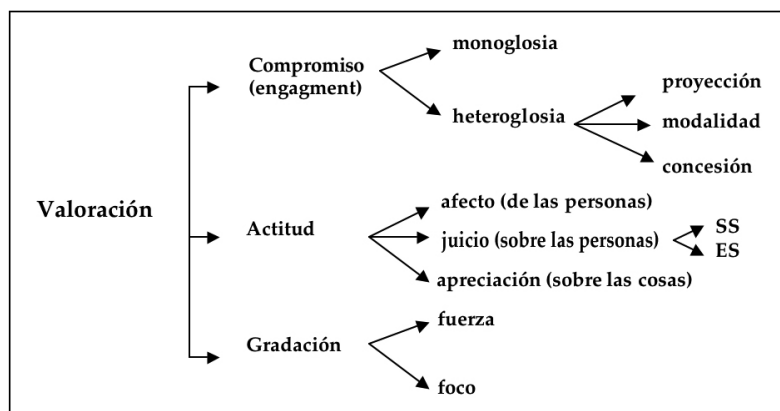 monoglosia
Compromiso
(engagment)
heteroglosia
proyección
modalidad
concesión
Valoración
Actitud
afecto (de las personas)
juicio (sobre las personas)
SS
ES
apreciación (sobre las cosas)
Gradación
fuerza
foco